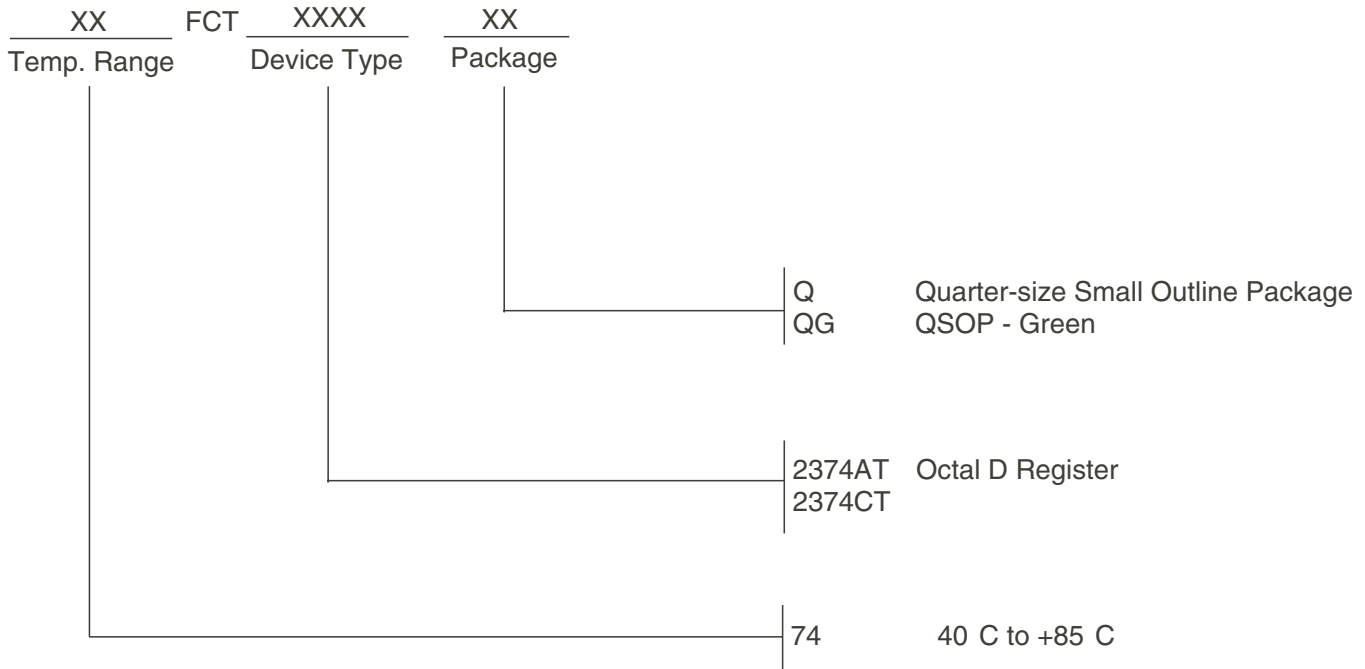 XX FCT XXXX XX
Temp. Range Device Type Package
Q Quarter-size Small Outline Package
QG QSOP - Green
2374AT Octal D Register
2374CT
74 40 C to +85 C